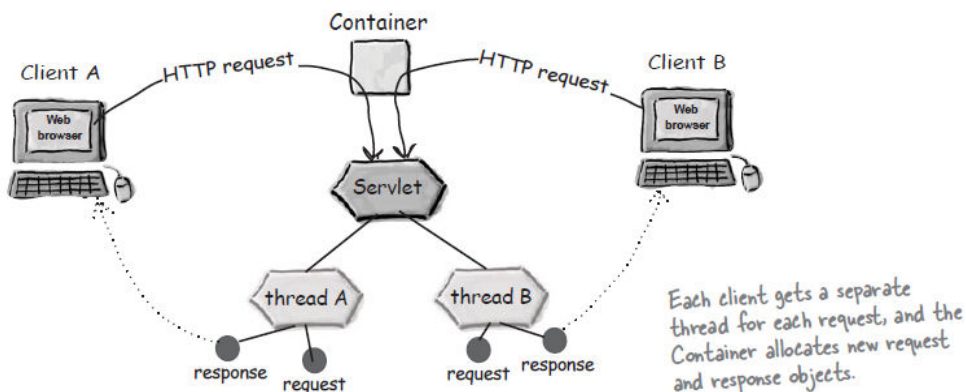 Container
Client A
HTTP request
HTTP request
Client B
Web
browser
Web
browser
Servlet
thread A
thread B
response
request
request
response
Each client gets a separate
thread for each request, and the
Container allocates new request
and response objects.